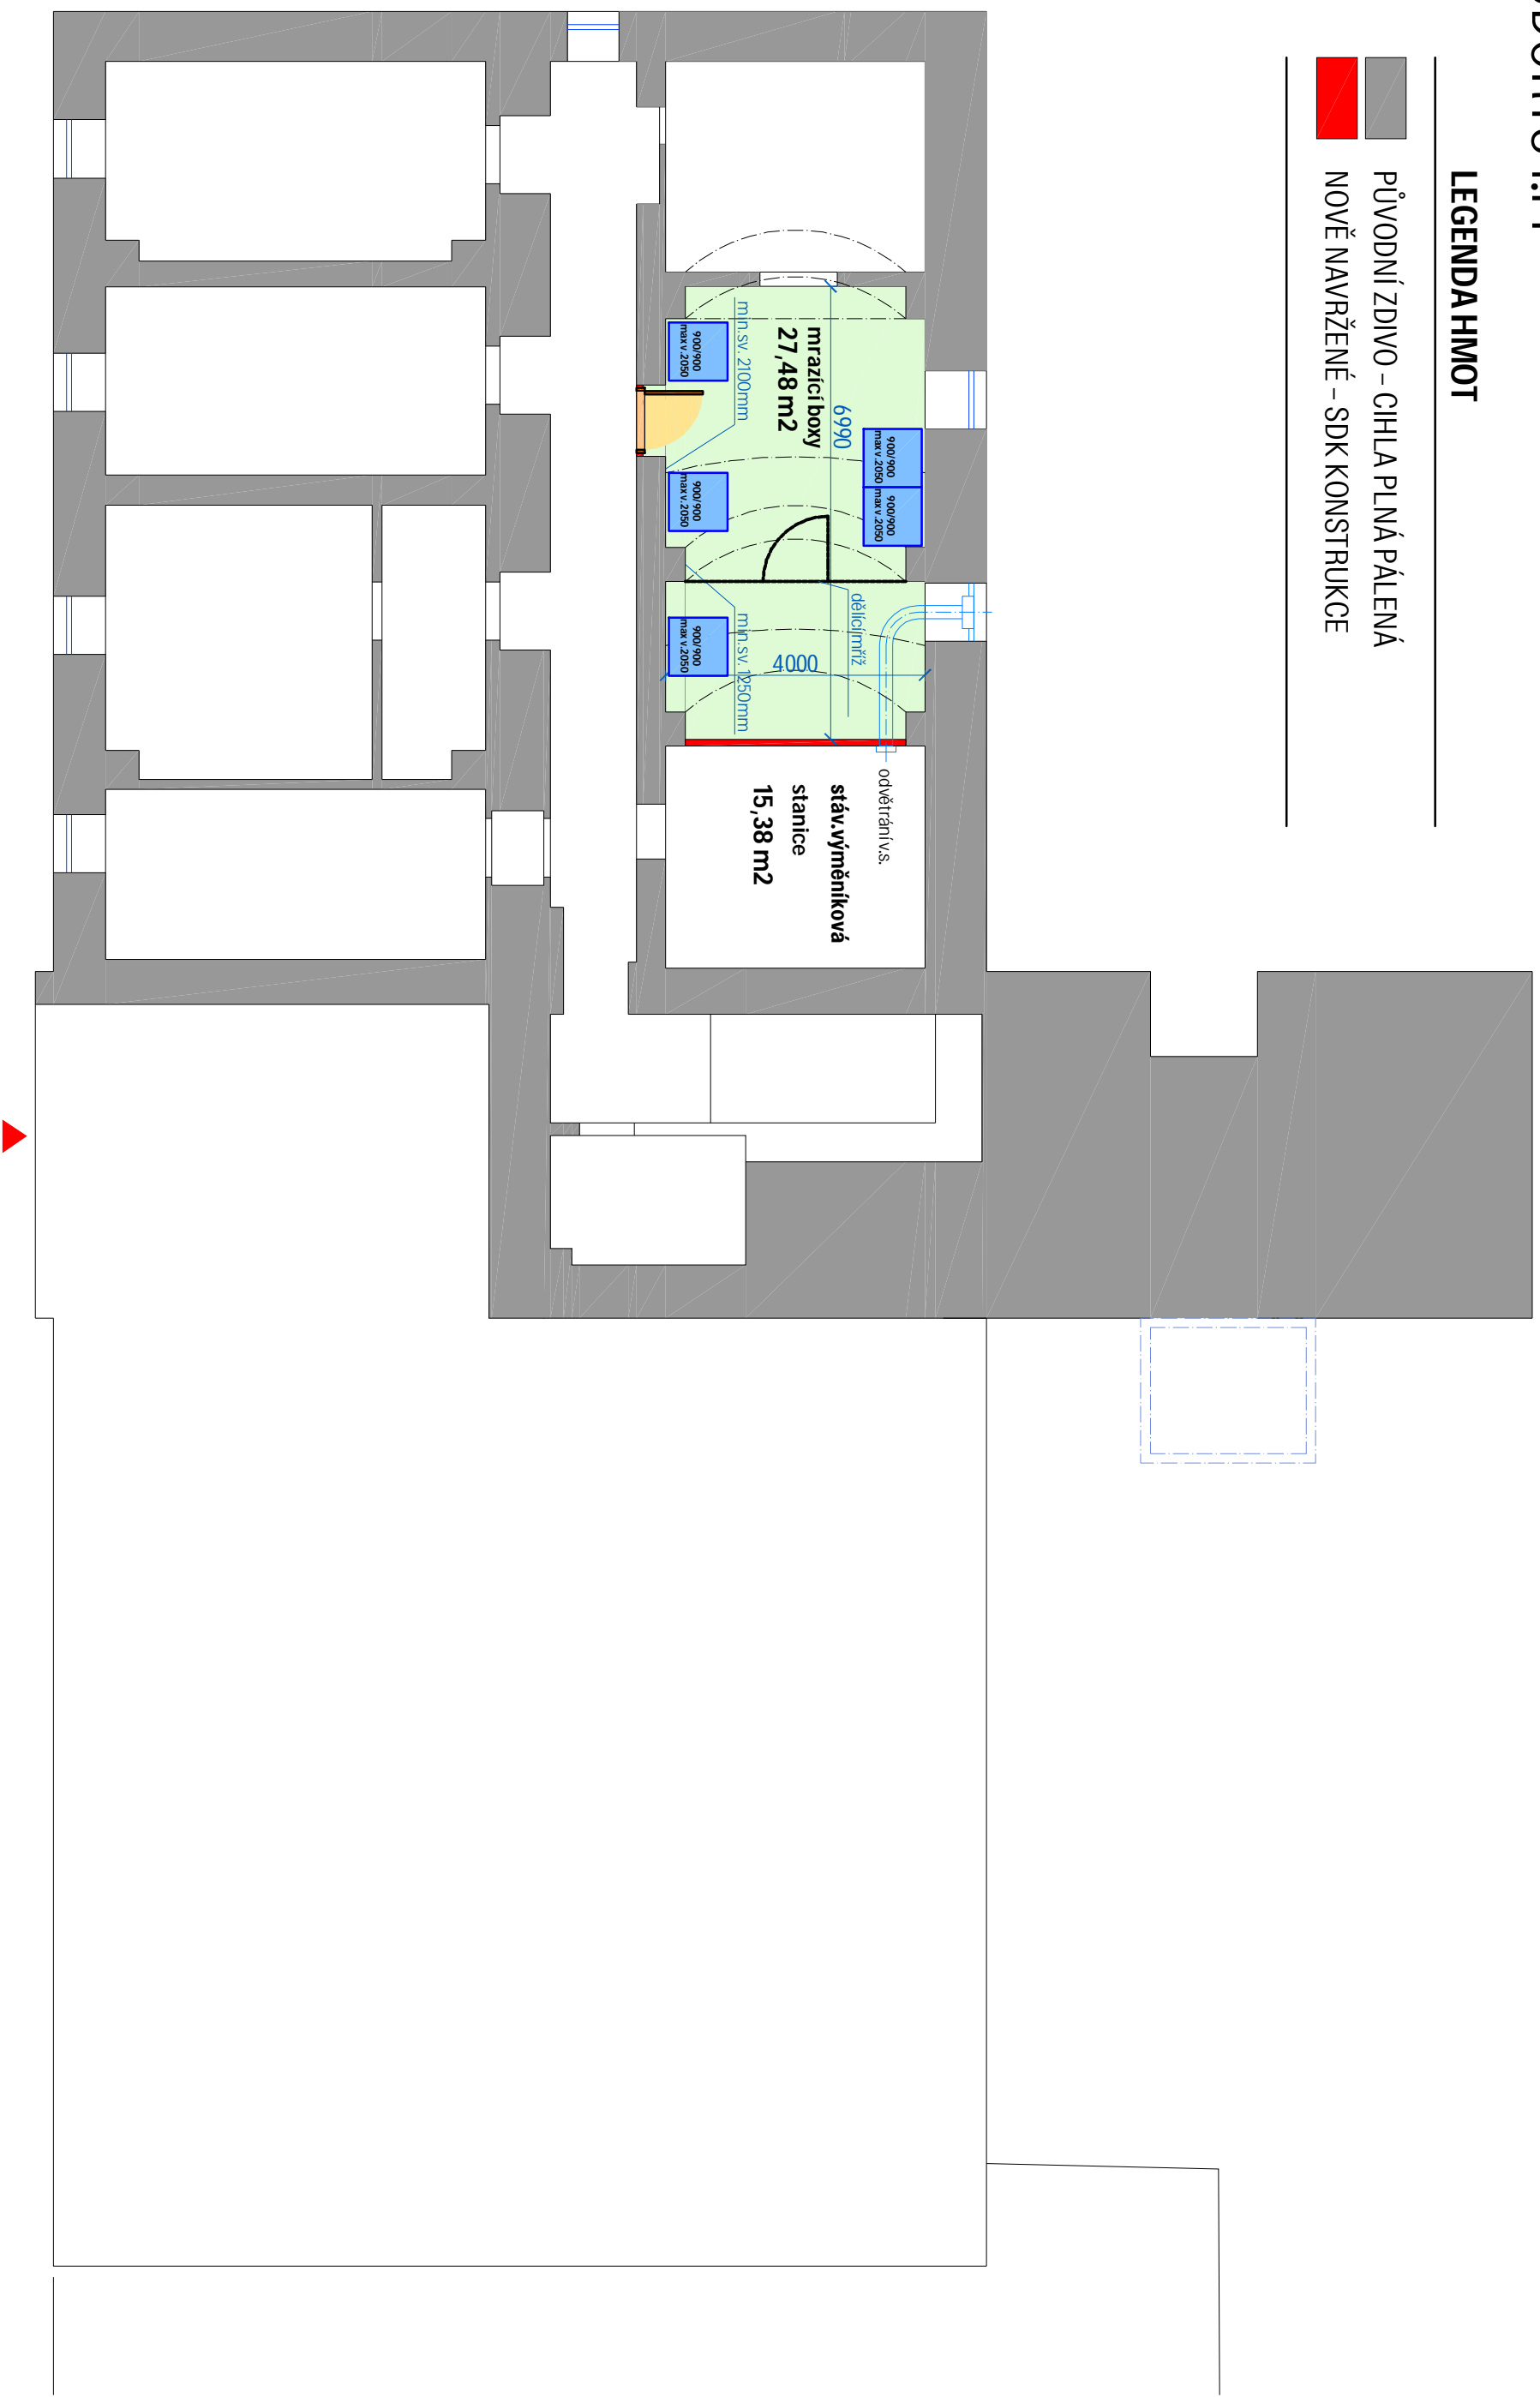 LEGENDA HMOT
PŮVODNÍ ZDIVO – CIHLA PLNÁ PÁLENÁ
NOVĚ NAVRŽENÉ – SDK KONSTRUKCE
900/900
max v.2050
900/900
max v.2050
dělící mříž
odvětrání v.s.
6990
4000
mrazící boxy
27,48 m2
stáv.výměníková
stanice
15,38 m2
min.sv. 2100mm
min.sv. 1250mm
900/900
max v.2050
900/900
max v.2050
900/900
max v.2050